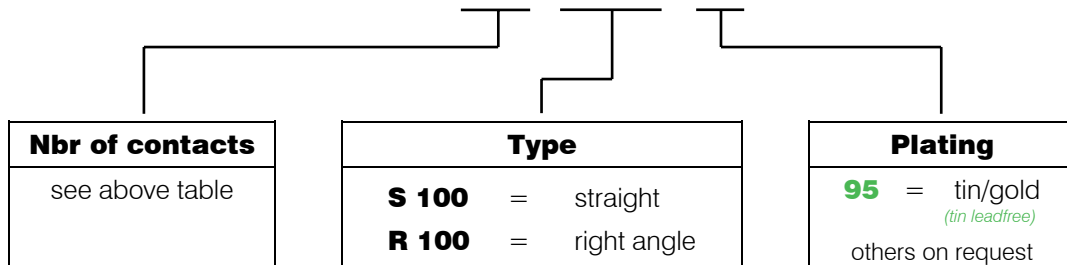 Nbr of contacts
see above table
Type
S 100 = straight
R 100 = right angle
Plating
95 = tin/gold
(tin leadfree)
others on request